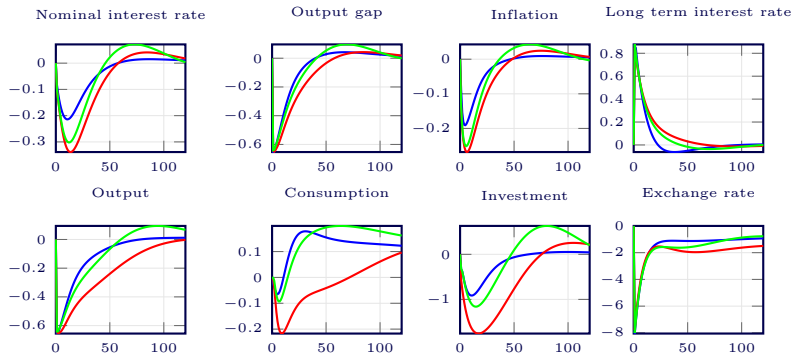 Nominal interest rate
Output gap
Inflation
Long term interest rate
0
−0.1
−0.2
−0.3
0 50 100
0
−0.2
−0.4
−0.6
0 50 100
0
−0.1
−0.2
0 50 100
0.8
0.6
0.4
0.2
0
0 50 100
Output
Consumption
Investment
Exchange rate
0
−0.2
−0.4
−0.6
0 50 100
0.1
0
−0.1
−0.2
0 50 100
0
−1
0 50 100
0
−2
−4
−6
−8
0 50 100